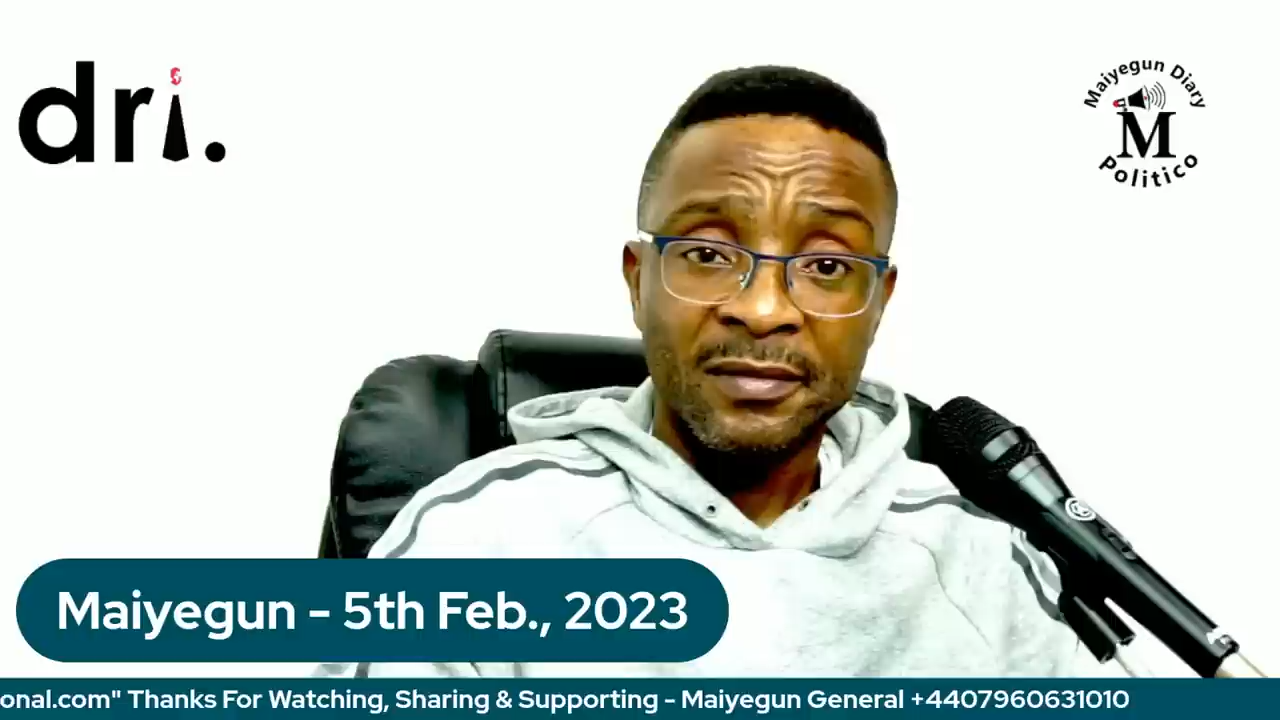 dri.
Maiyegun Diary
M
Politico
Maiyegun - 5th Feb., 2023
onal.com" Thanks For Watching, Sharing & Supporting - Maiyegun General +4407960631010